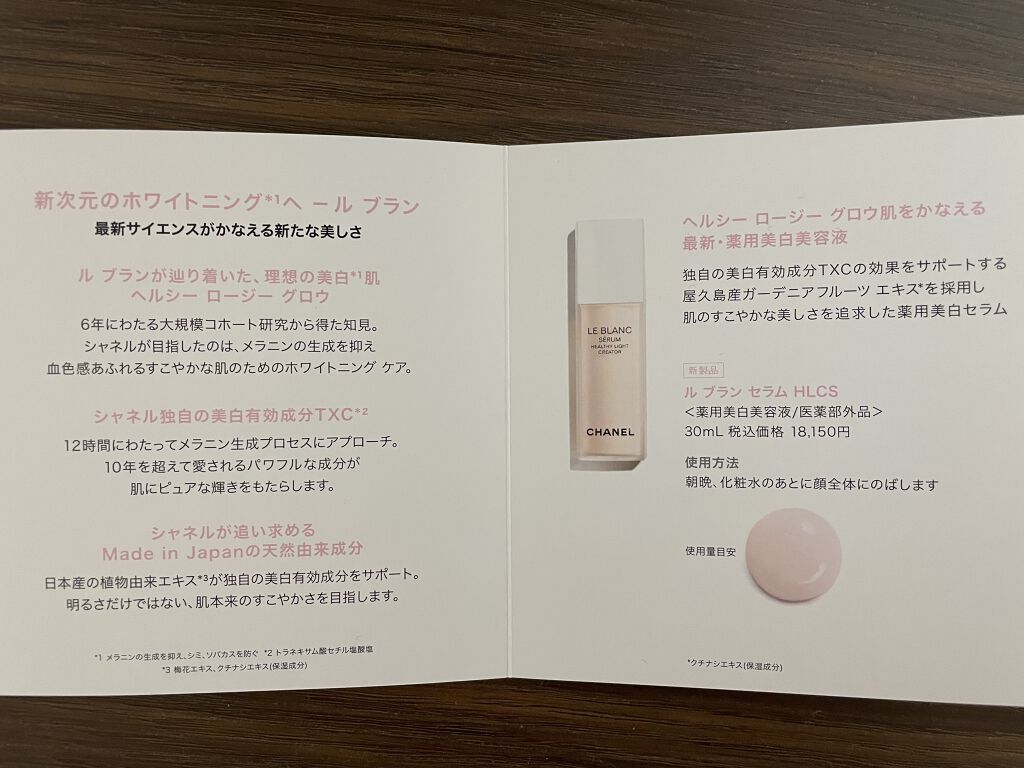 新次元のホワイトニング*1へ − ル ブラン
最新サイエンスがかなえる新たな美しさ
ル ブランが辿り着いた、理想の美白*1肌
ヘルシー ロージー グロウ
6年にわたる大規模コホート研究から得た知見。
シャネルが目指したのは、メラニンの生成を抑え
血色感あふれるすこやかな肌のためのホワイトニング ケア。
シャネル独自の美白有効成分TXC*2
12時間にわたってメラニン生成プロセスにアプローチ。
10年を超えて愛されるパワフルな成分が
肌にピュアな輝きをもたらします。
シャネルが追い求める
Made in Japanの天然由来成分
日本産の植物由来エキス*3が独自の美白有効成分をサポート。
明るさだけではない、肌本来のすこやかさを目指します。
*1 メラニンの生成を抑え、シミ、ソバカスを防ぐ *2 トラネキサム酸セチル塩酸塩
*3 梅花エキス、クチナシエキス(保湿成分)
LE BLANC
SÉRUM
HEALTHY LIGHT
CREATOR
CHANEL
ヘルシー ロージー グロウ肌をかなえる
最新・薬用美白美容液
独自の美白有効成分TXCの効果をサポートする
屋久島産ガーデニアフルーツ エキス*を採用し
肌のすこやかな美しさを追求した薬用美白セラム
新製品
ル ブラン セラム HLCS
<薬用美白美容液/医薬部外品>
30mL 税込価格 18,150円
使用方法
朝晩、化粧水のあとに顔全体にのばします
使用量目安
*クチナシエキス(保湿成分)